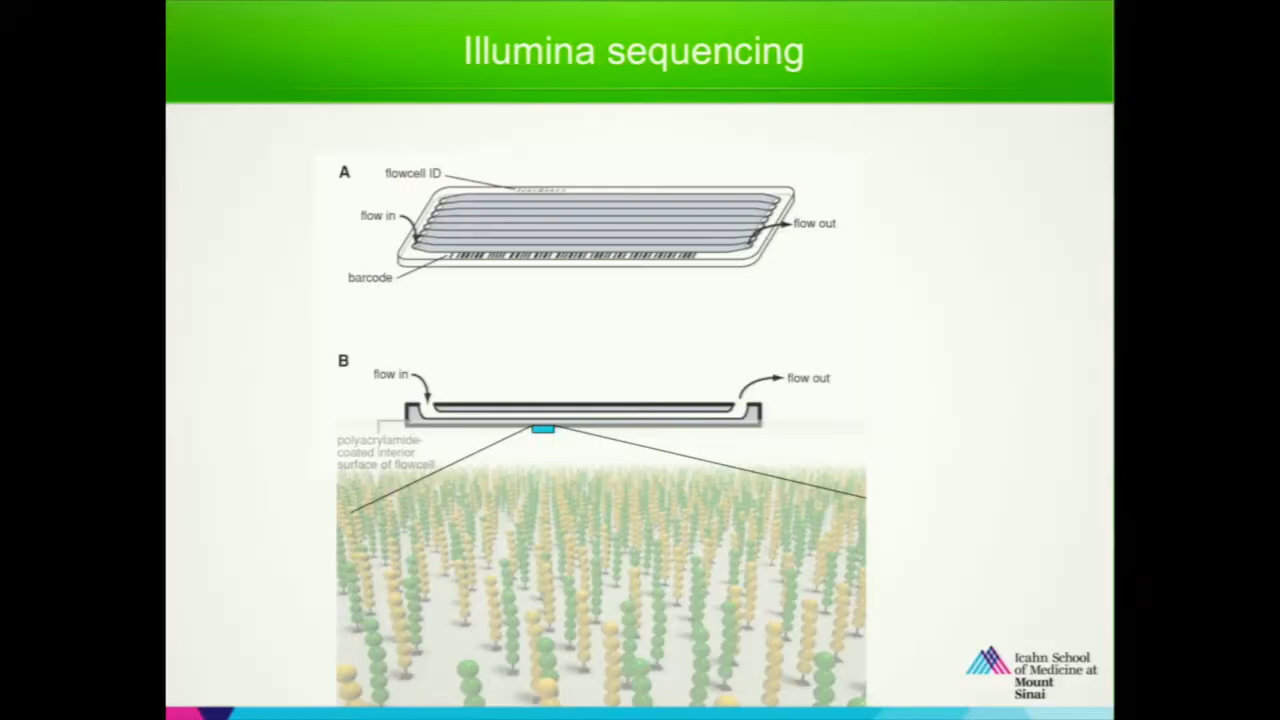 Illumina sequencing
A
flowcell ID
flow in
flow out
barcode
B
flow in
flow out
polyacrylamide-
coated interior
surface of flowcell
Icahn School
of Medicine at
Mount
Sinai